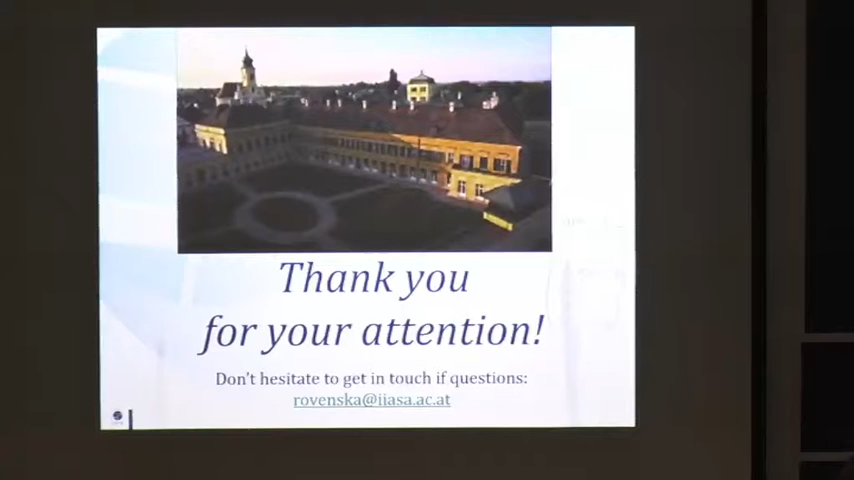 Thank you
for your attention!
Don't hesitate to get in touch if questions:
rovenska@iiasa.ac.at